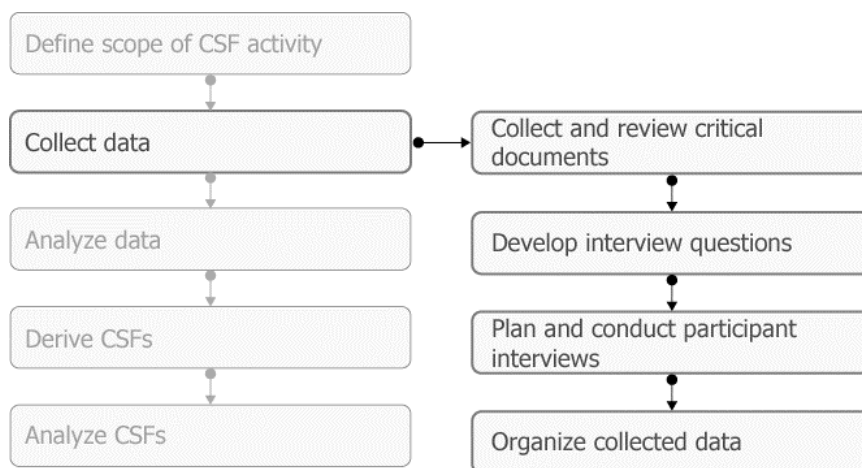 Define scope of CSF activity
Collect data
Analyze data
Derive CSFs
Analyze CSFs
Collect and review critical
documents
Develop interview questions
Plan and conduct participant
interviews
Organize collected data